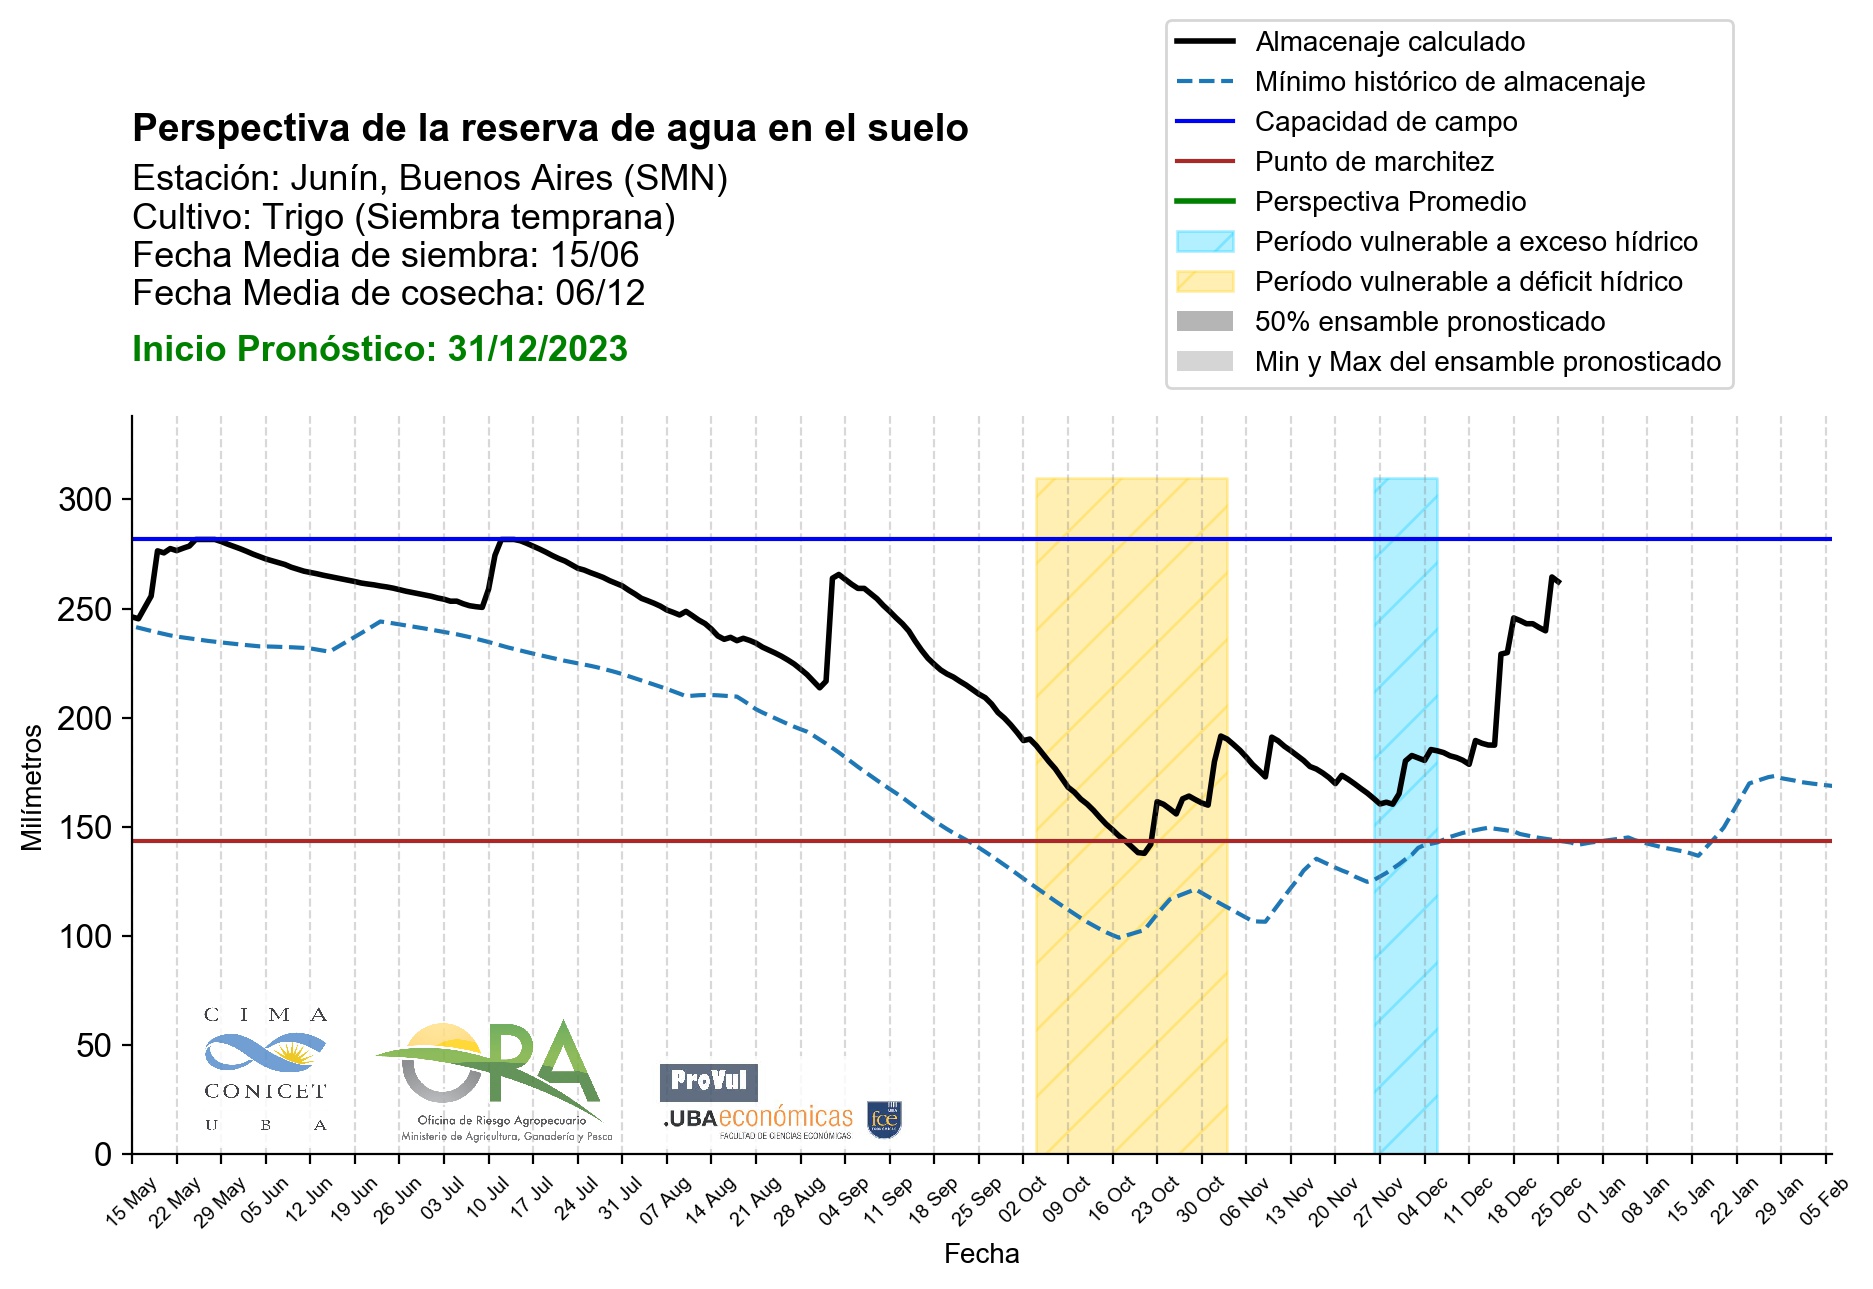 Almacenaje calculado
Mínimo histórico de almacenaje
Capacidad de campo
Punto de marchitez
Perspectiva Promedio
Período vulnerable a exceso hídrico
Período vulnerable a déficit hídrico
50% ensamble pronosticado
Min y Max del ensamble pronosticado
Perspectiva de la reserva de agua en el suelo
Estación: Junín, Buenos Aires (SMN)
Cultivo: Trigo (Siembra temprana)
Fecha Media de siembra: 15/06
Fecha Media de cosecha: 06/12
Inicio Pronóstico: 31/12/2023
Milímetros
300
250
200
150
100
50
0
CIMA
CONICET
UBA
ORA
Oficina de Riesgo Agropecuario
Ministerio de Agricultura, Ganadería y Pesca
ProVul
.UBAeconómicas
FACULTAD DE CIENCIAS ECONÓMICAS
fce
15 May
22 May
29 May
05 Jun
12 Jun
19 Jun
26 Jun
03 Jul
10 Jul
17 Jul
24 Jul
31 Jul
07 Aug
14 Aug
21 Aug
28 Aug
04 Sep
11 Sep
18 Sep
25 Sep
02 Oct
09 Oct
16 Oct
23 Oct
30 Oct
06 Nov
13 Nov
20 Nov
27 Nov
04 Dec
11 Dec
18 Dec
25 Dec
01 Jan
08 Jan
15 Jan
22 Jan
29 Jan
05 Feb
Fecha